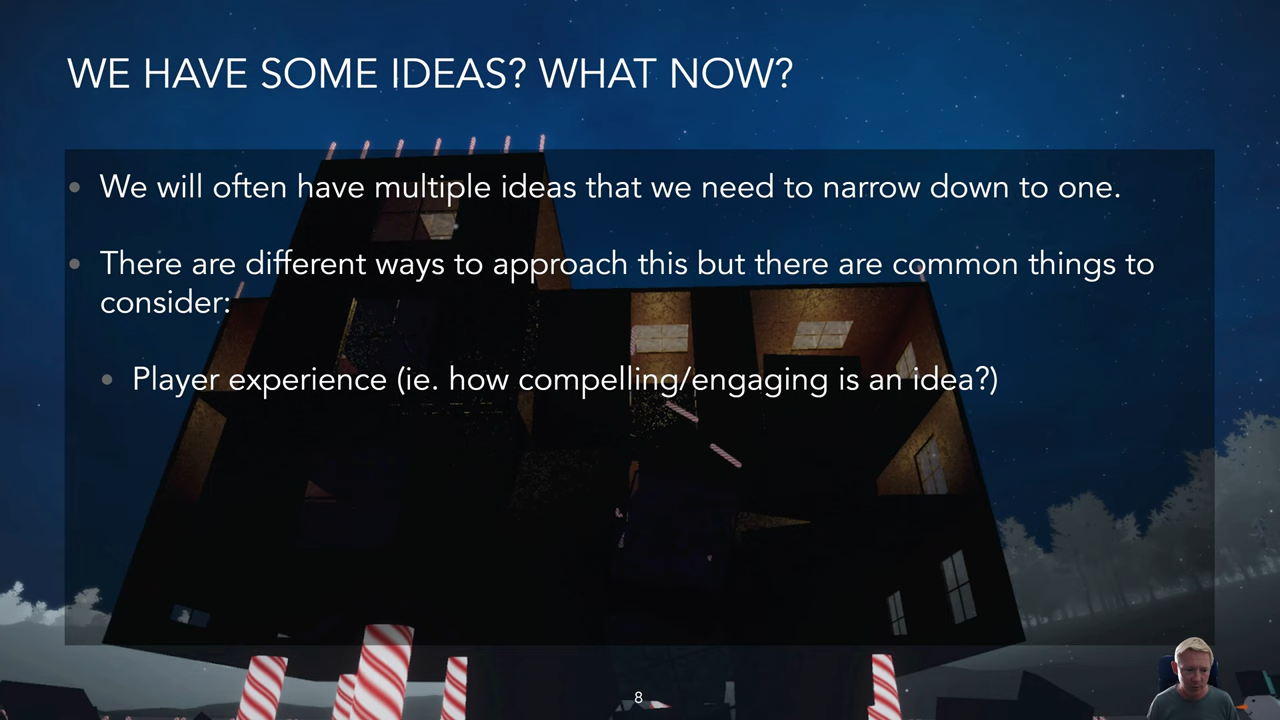 WE HAVE SOME IDEAS? WHAT NOW?
• We will often have multiple ideas that we need to narrow down to one.
• There are different ways to approach this but there are common things to
consider:
• Player experience (ie. how compelling/engaging is an idea?)
8